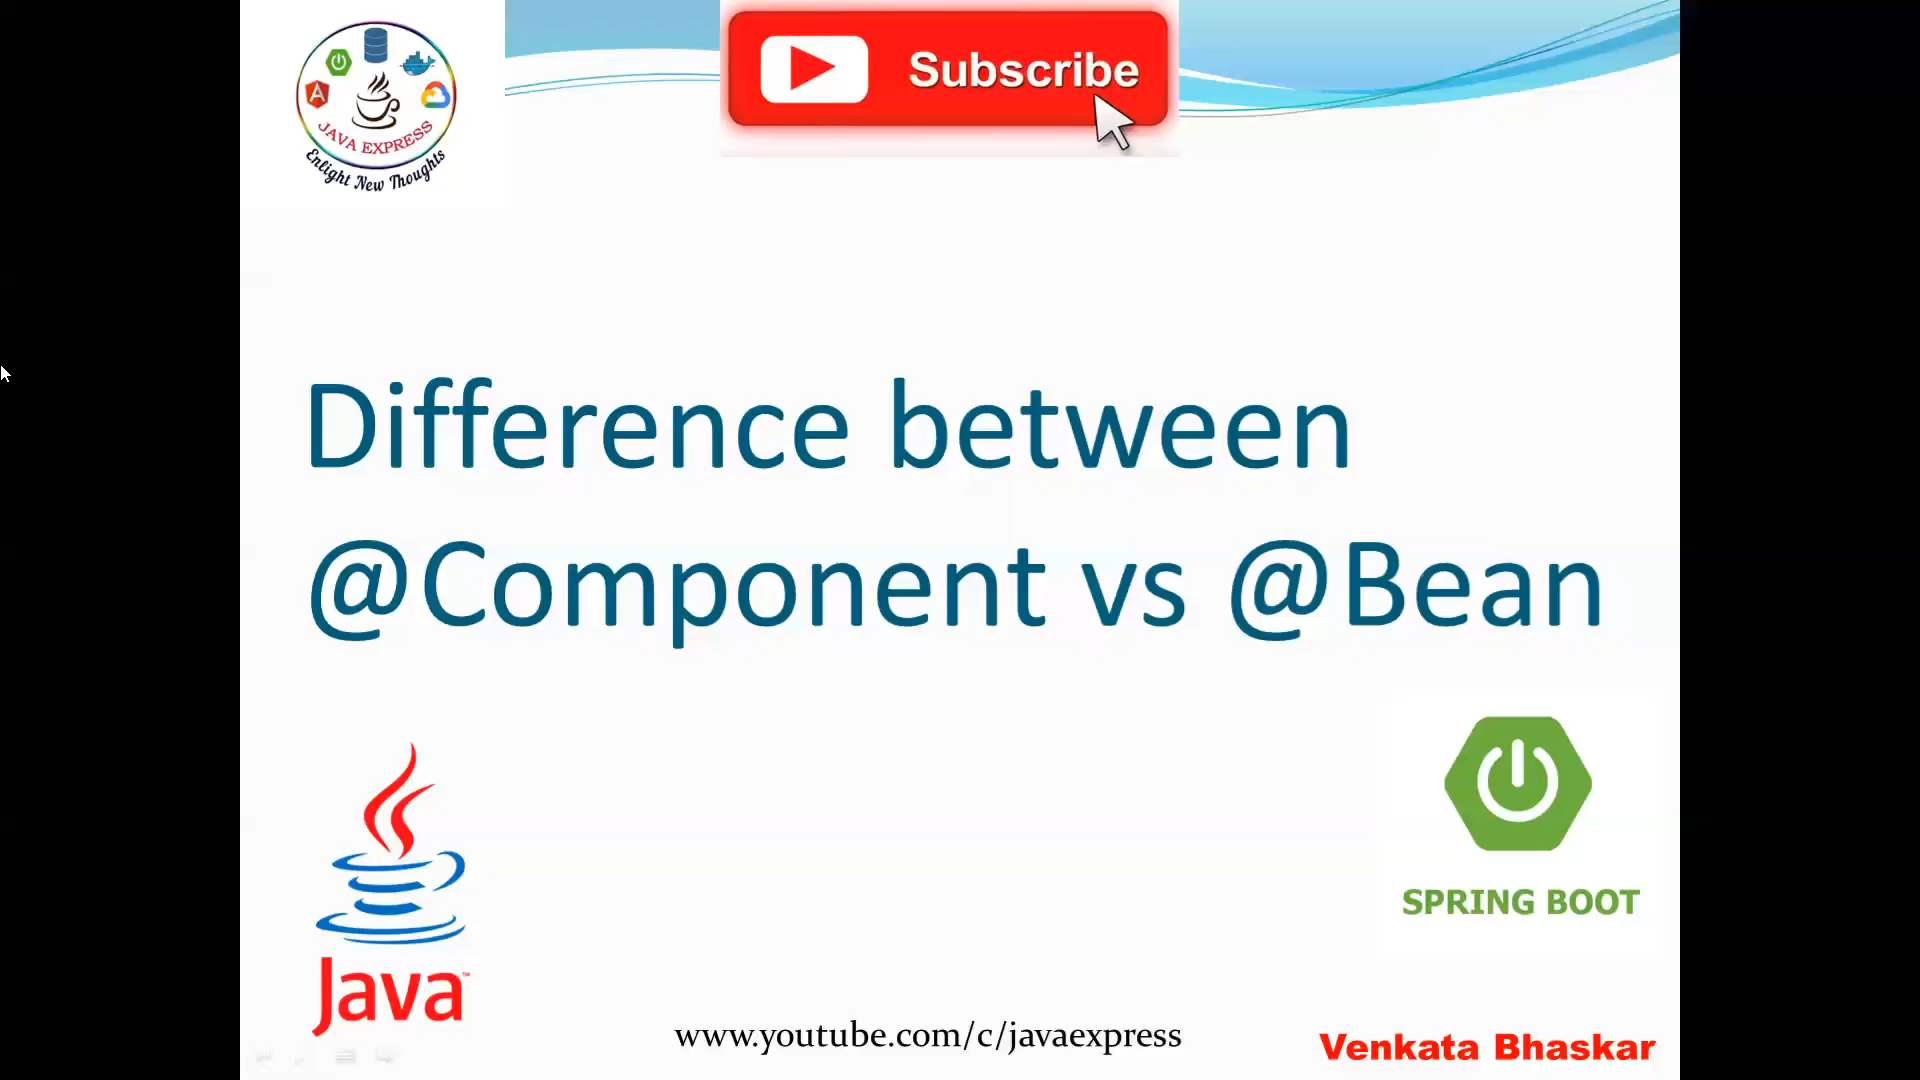 JAVA EXPRESS
Enlight New Thoughts
Subscribe
Difference between
@Component vs @Bean
SPRING BOOT
Java™
www.youtube.com/c/javaexpress
Venkata Bhaskar